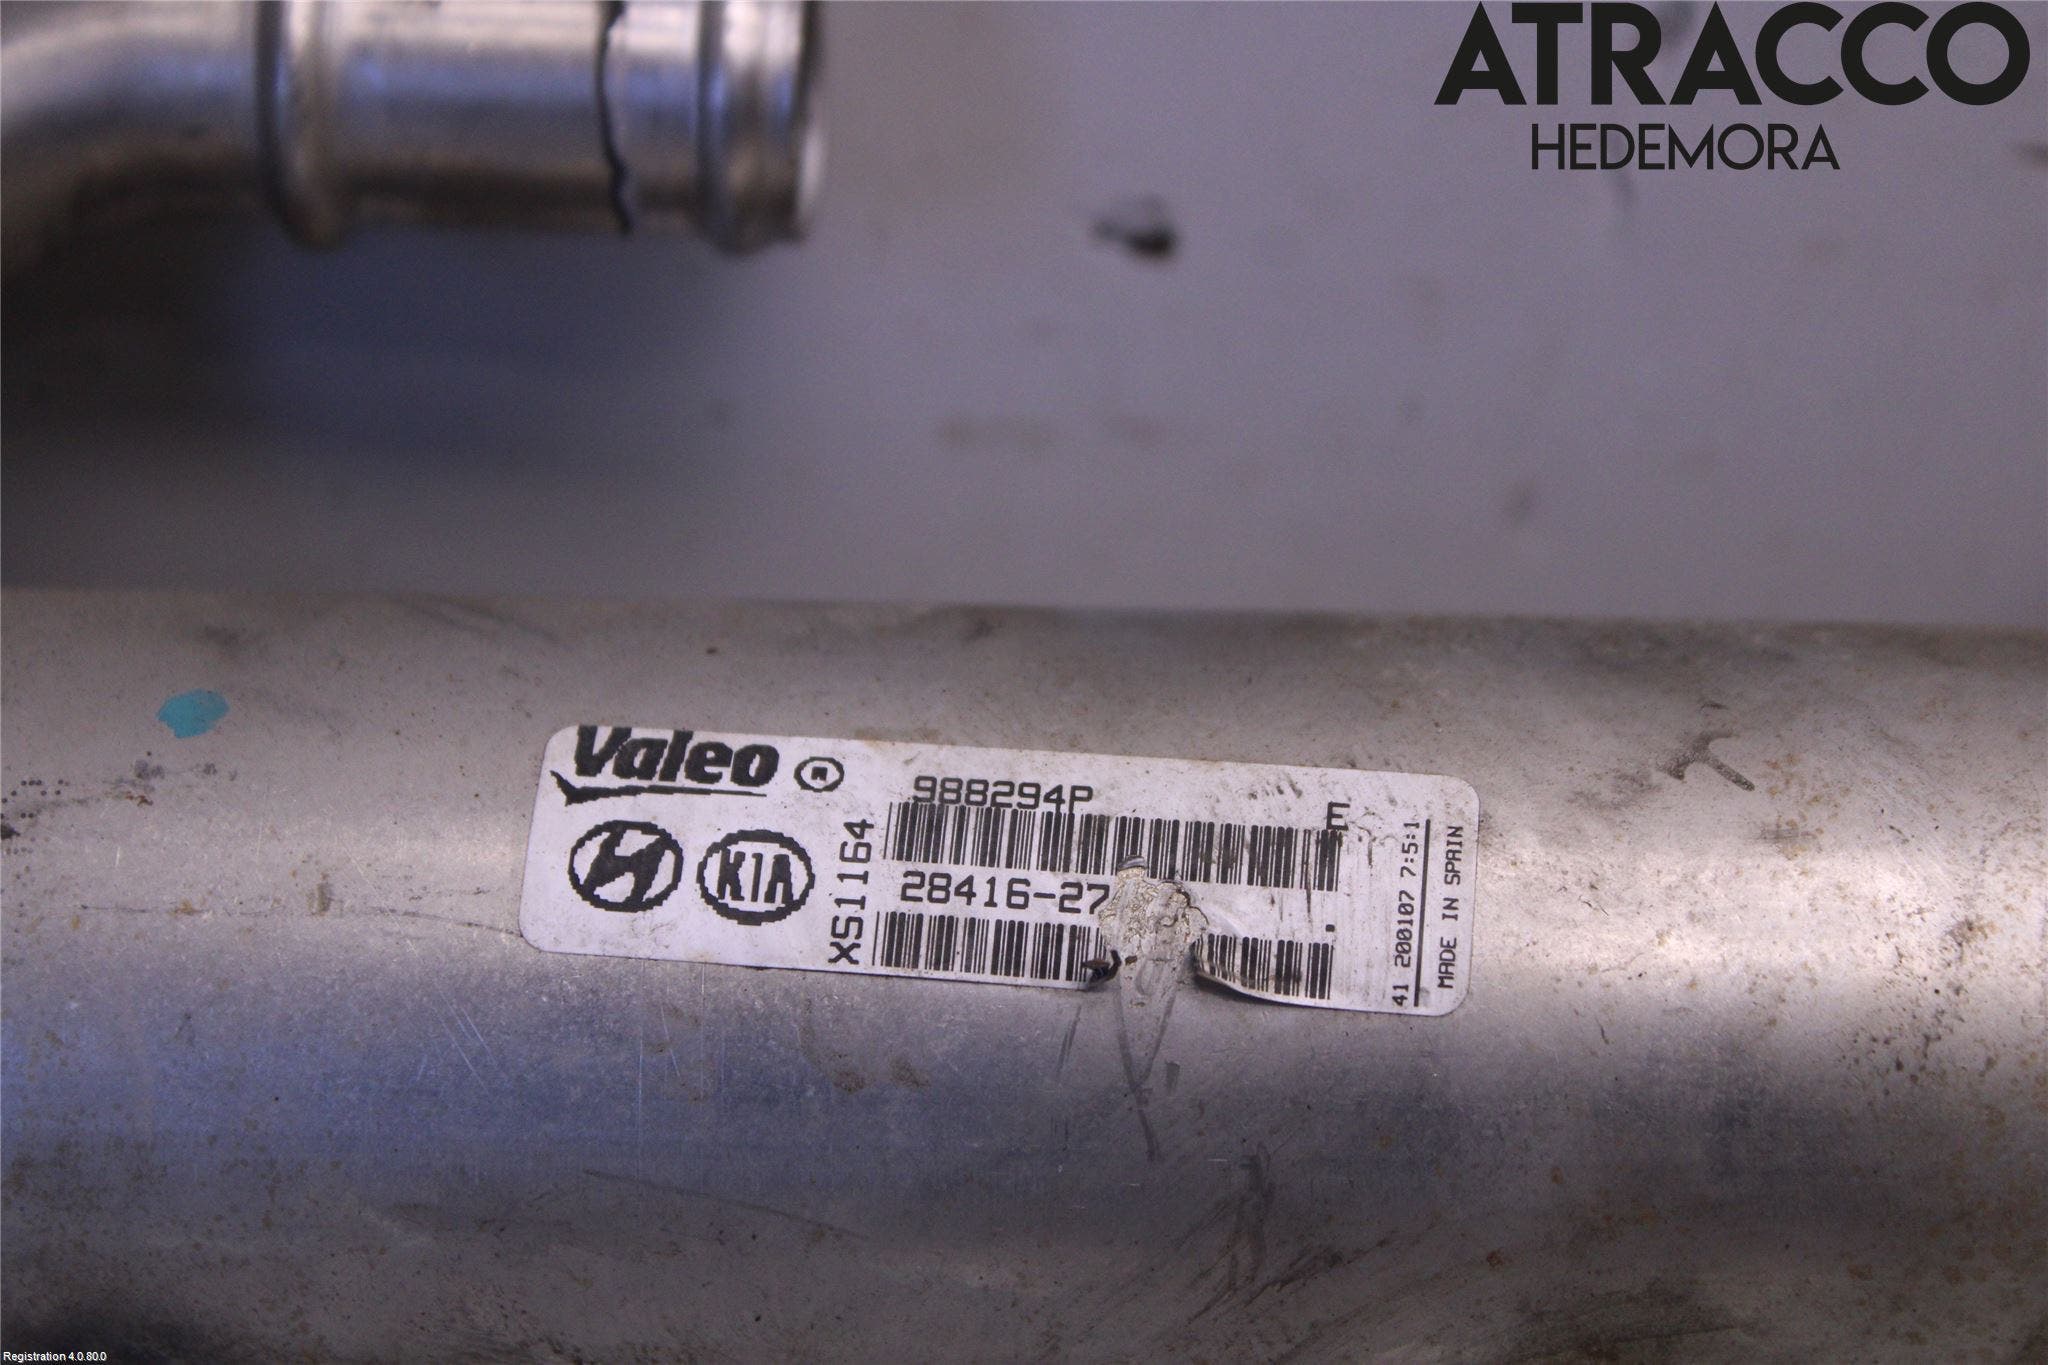 ATRACCO
HEDEMORA
Valeo ®
KIA
XS1164
988294P
E
28416-27
41 200107 7:5:1
MADE IN SPAIN
Registration 4.0.80.0